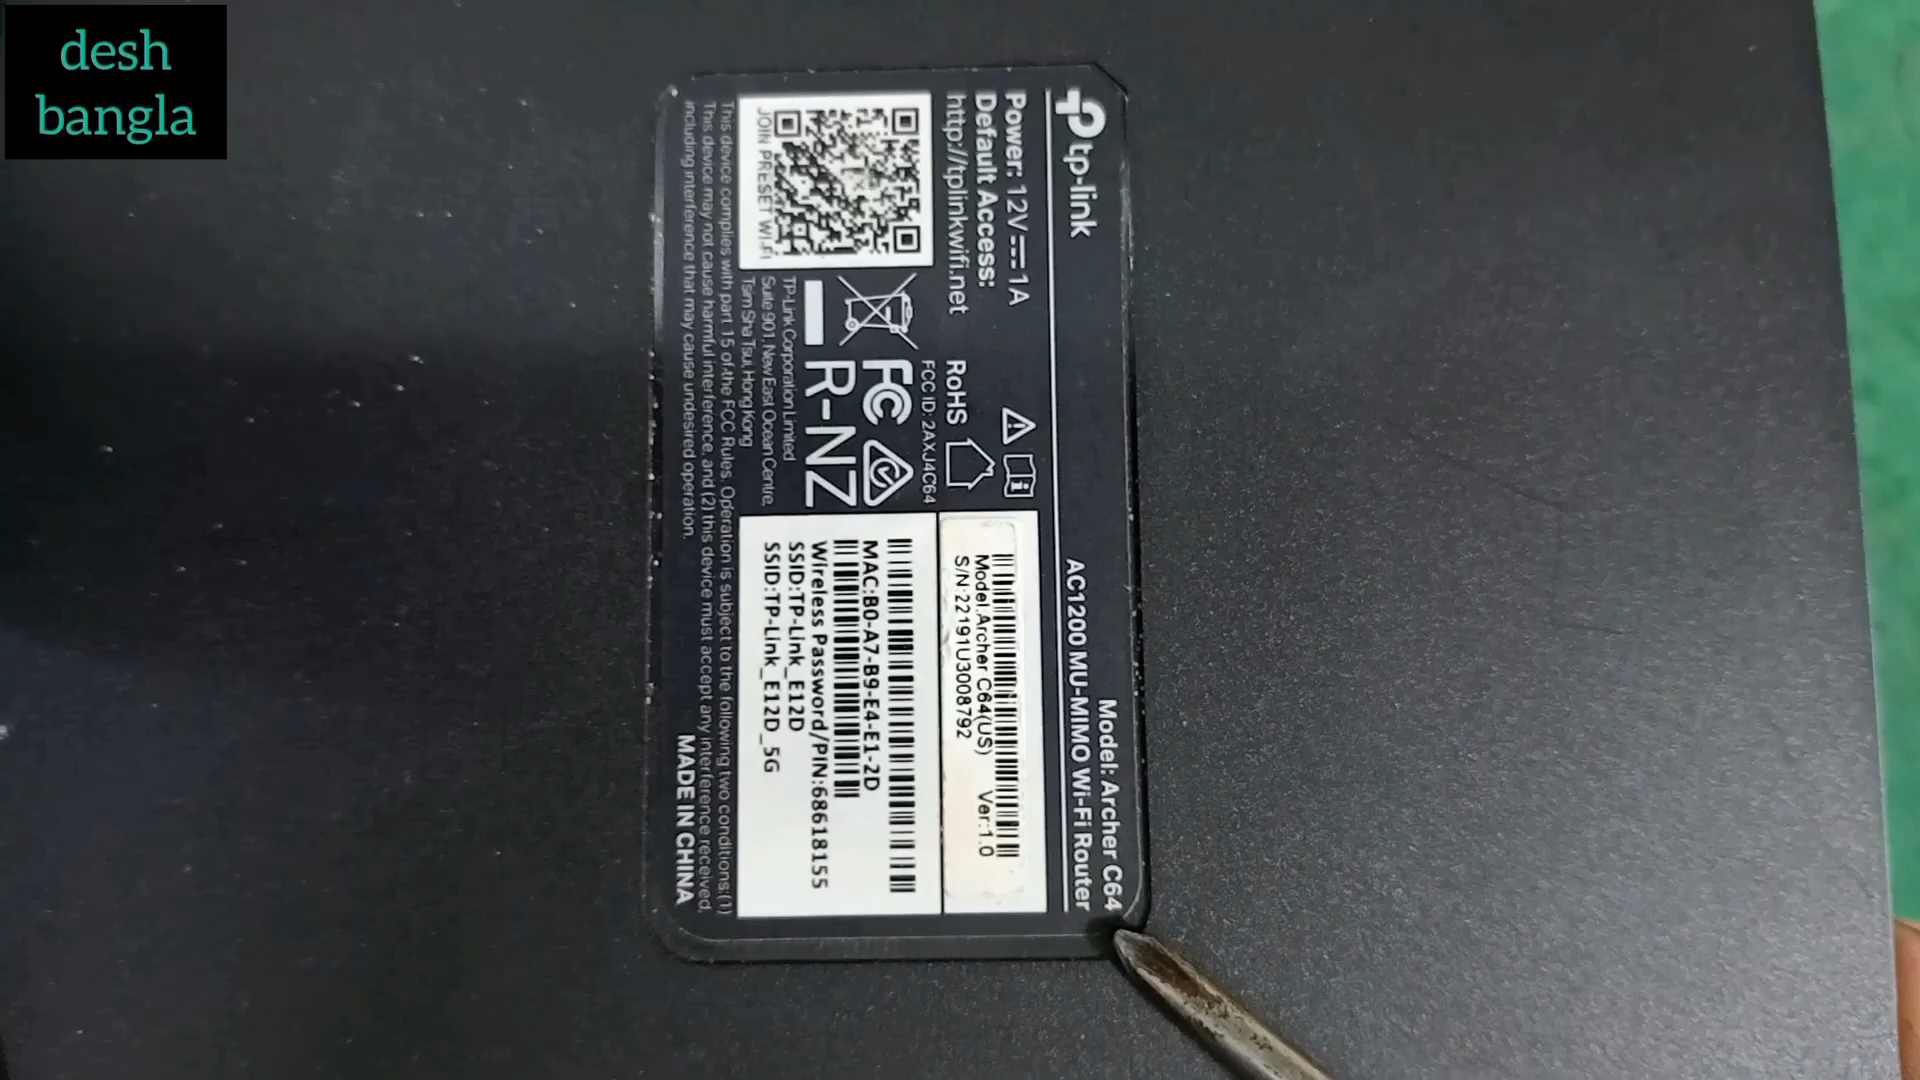 desh
bangla
tp-link
Model: Archer C64
AC1200 MU-MIMO Wi-Fi Router
Power: 12V⎓1A
Default Access:
http://tplinkwifi.net
RoHS
FCC ID: 2AXJ4C64
FC
R-NZ
JOIN PRESET WI-FI
TP-Link Corporation Limited
Suite 901, New East Ocean Centre,
Tsim Sha Tsui, Hong Kong
Model:Archer C64(US) Ver:1.0
S/N:22191U3008792
MAC:B0-A7-B9-E4-E1-2D
Wireless Password/PIN:68618155
SSID:TP-Link_E12D
SSID:TP-Link_E12D_5G
This device complies with part 15 of the FCC Rules. Operation is subject to the following two conditions:(1)
This device may not cause harmful interference, and (2) this device must accept any interference received,
including interference that may cause undesired operation.
MADE IN CHINA